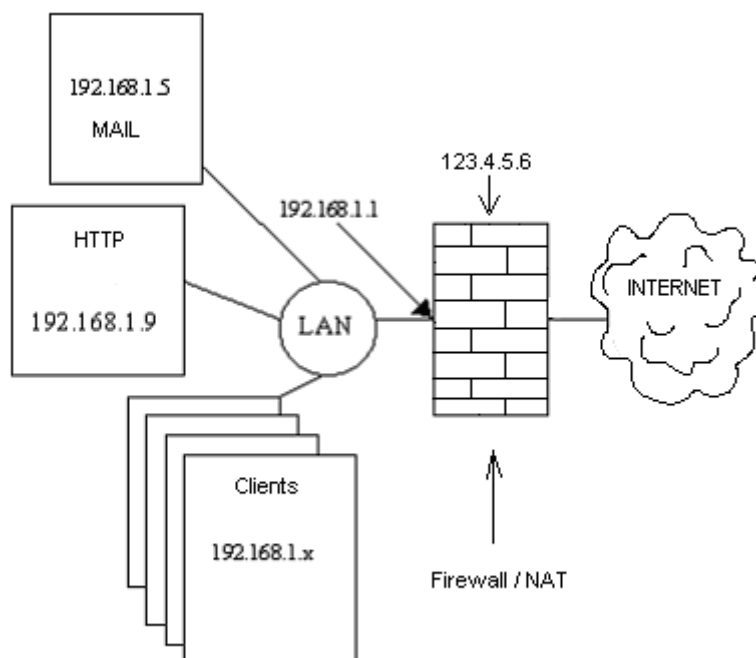 192.168.1.5
MAIL
123.4.5.6
192.168.1.1
HTTP
192.168.1.9
LAN
INTERNET
Clients
192.168.1.x
Firewall / NAT